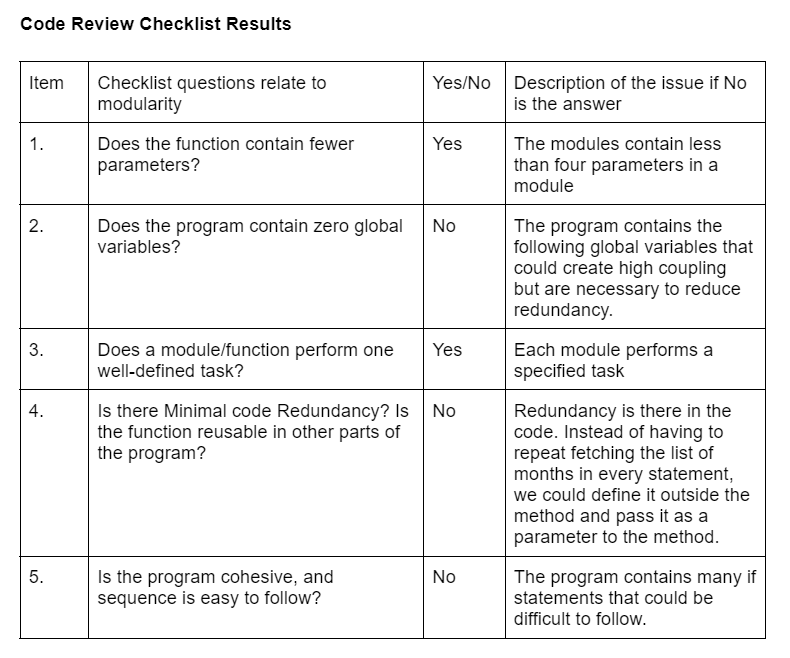 Code Review Checklist Results
Item
Checklist questions relate to
modularity
Yes/No
Description of the issue if No
is the answer
1.
Does the function contain fewer
parameters?
Yes
The modules contain less
than four parameters in a
module
2.
Does the program contain zero global
variables?
No
The program contains the
following global variables that
could create high coupling
but are necessary to reduce
redundancy.
3.
Does a module/function perform one
well-defined task?
Yes
Each module performs a
specified task
4.
Is there Minimal code Redundancy? Is
the function reusable in other parts of
the program?
No
Redundancy is there in the
code. Instead of having to
repeat fetching the list of
months in every statement,
we could define it outside the
method and pass it as a
parameter to the method.
5.
Is the program cohesive, and
sequence is easy to follow?
No
The program contains many if
statements that could be
difficult to follow.